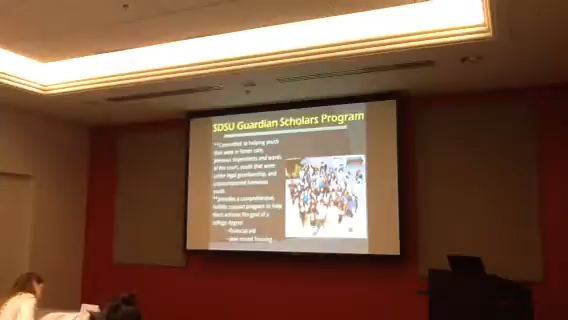 SDSU Guardian Scholars Program
**Committed to helping youth
that were in foster care,
previous dependents and wards
of the court, youth that were
under legal guardianship, and
unaccompanied homeless
youth.
**provides a comprehensive,
holistic support program to help
them achieve the goal of a
college degree
--financial aid
--year round housing